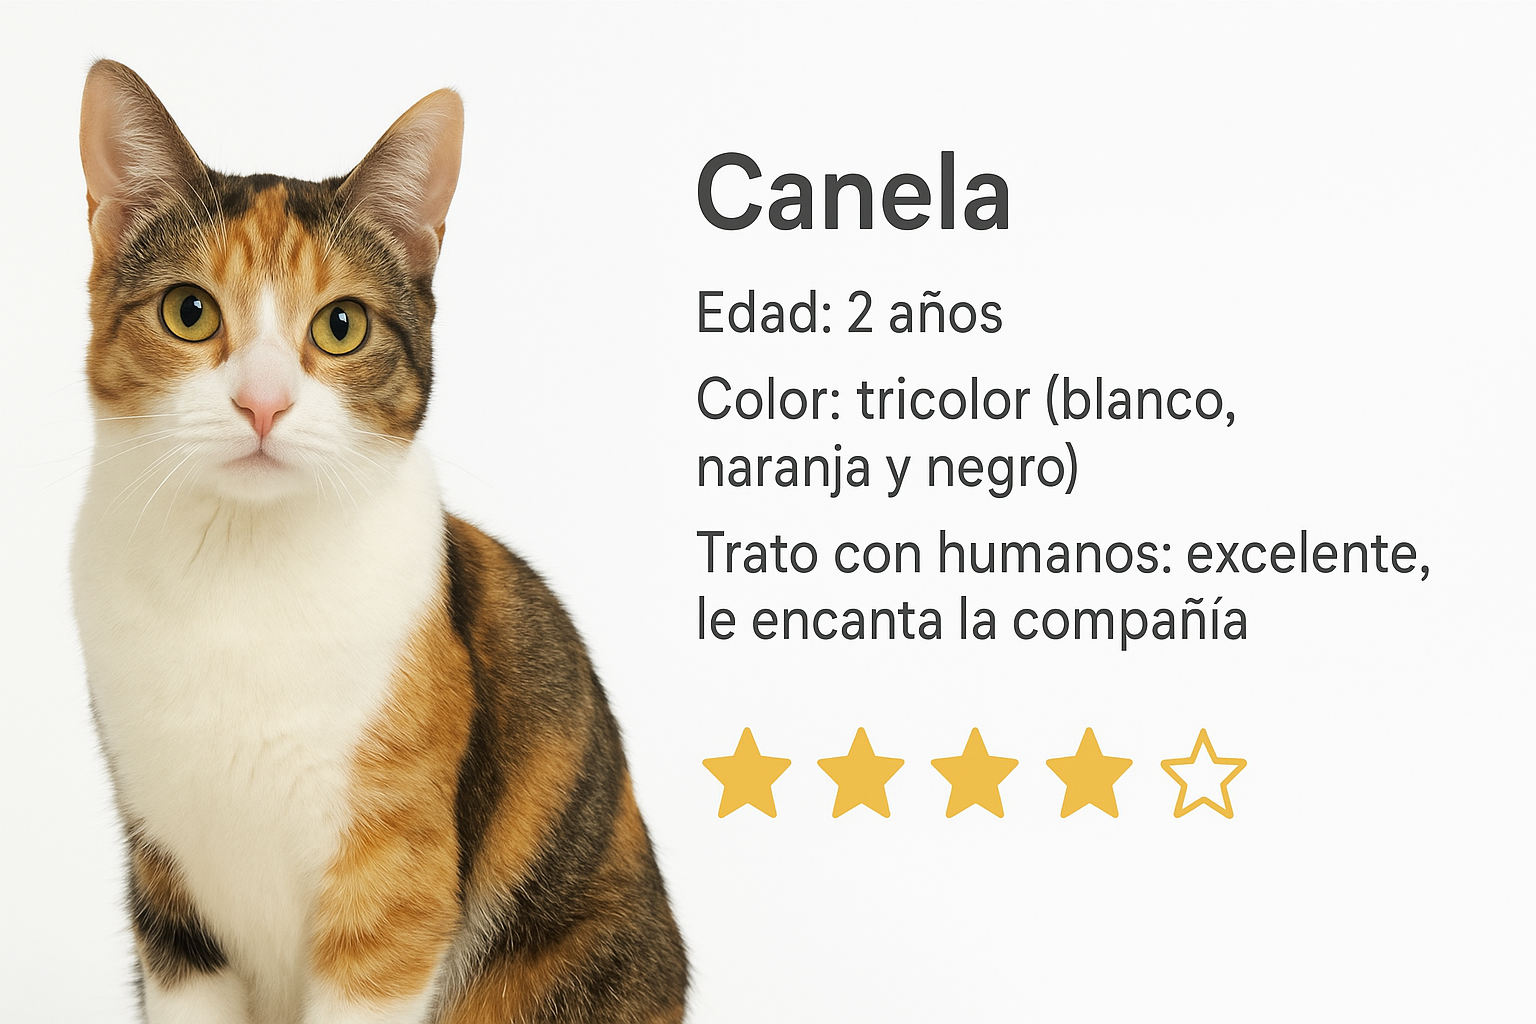 Canela
Edad: 2 años
Color: tricolor (blanco,
naranja y negro)
Trato con humanos: excelente,
le encanta la compañía